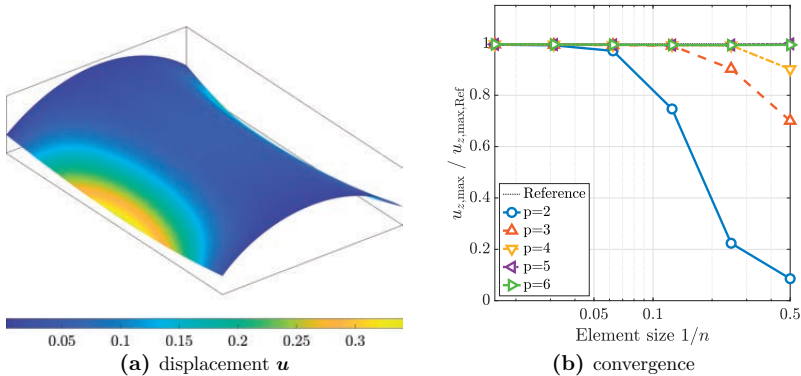 0.05 0.1 0.15 0.2 0.25 0.3
(a) displacement u
u_z,max / u_z,max,Ref
1
0.8
0.6
0.4
0.2
0
Reference
p=2
p=3
p=4
p=5
p=6
0.05 0.1 0.5
Element size 1/n
(b) convergence